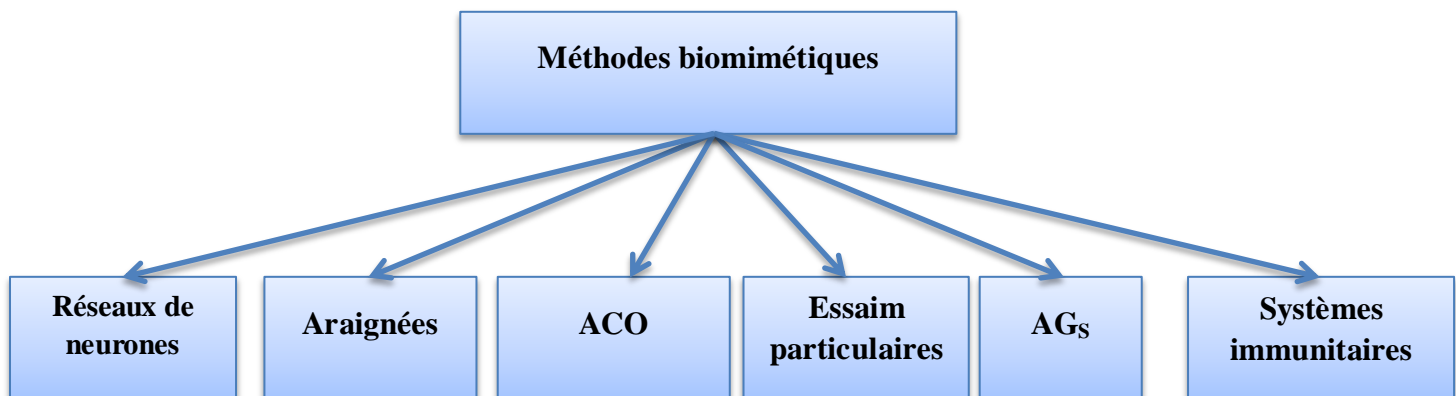 Méthodes biomimétiques
Réseaux de
neurones
Araignées
ACO
Essaim
particulaires
AGS
Systèmes
immunitaires